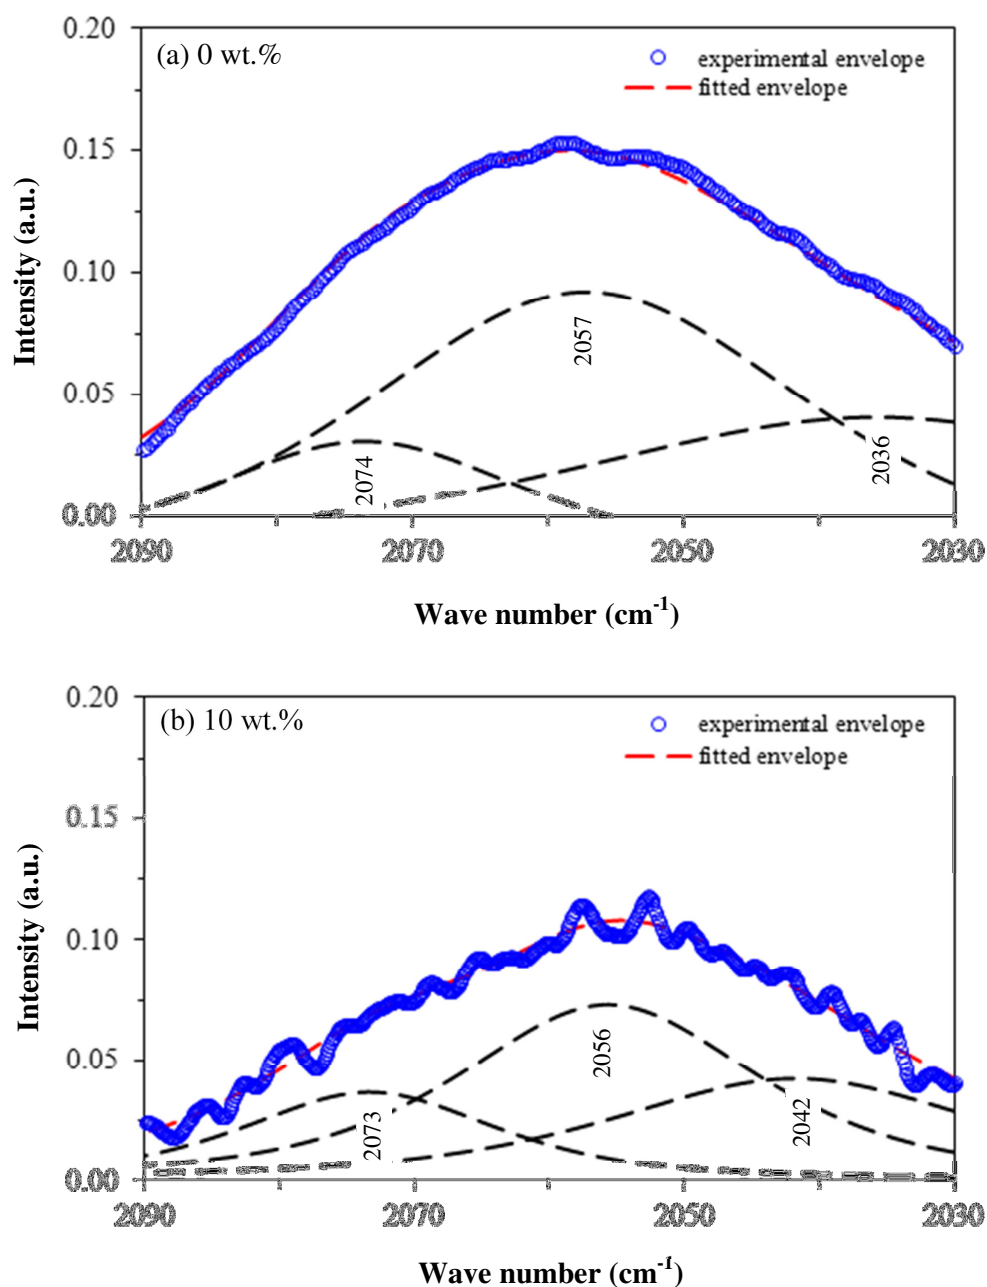 0.20
(a) 0 wt.%
experimental envelope
fitted envelope
0.15
0.10
0.05
0.00
Intensity (a.u.)
2074
2057
2036
2090 2070 2050 2030
Wave number (cm-1)
0.20
(b) 10 wt.%
experimental envelope
fitted envelope
0.15
0.10
0.05
0.00
Intensity (a.u.)
2073
2056
2042
2090 2070 2050 2030
Wave number (cm-1)